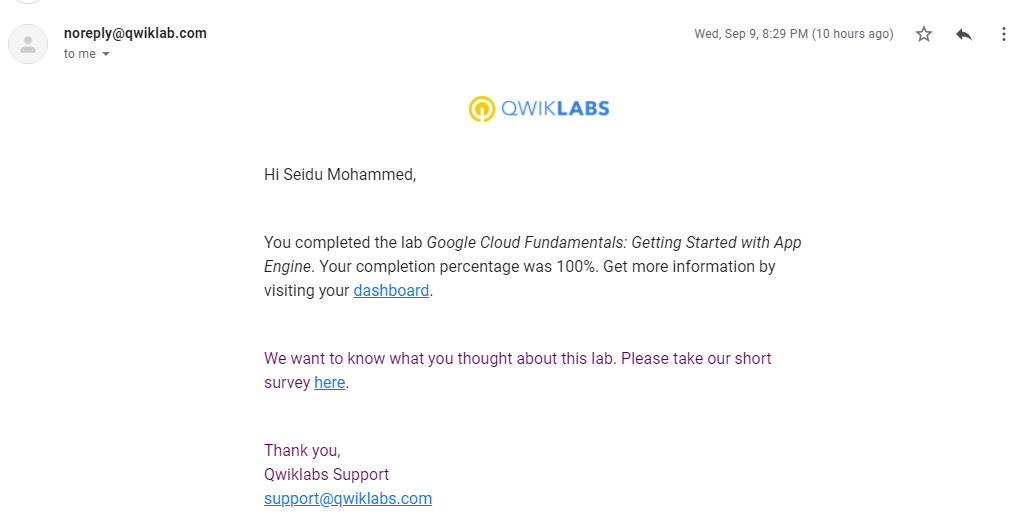 noreply@qwiklab.com
Wed, Sep 9, 8:29 PM (10 hours ago)
to me
QWIKLABS
Hi Seidu Mohammed,
You completed the lab Google Cloud Fundamentals: Getting Started with App
Engine. Your completion percentage was 100%. Get more information by
visiting your dashboard.
We want to know what you thought about this lab. Please take our short
survey here.
Thank you,
Qwiklabs Support
support@qwiklabs.com